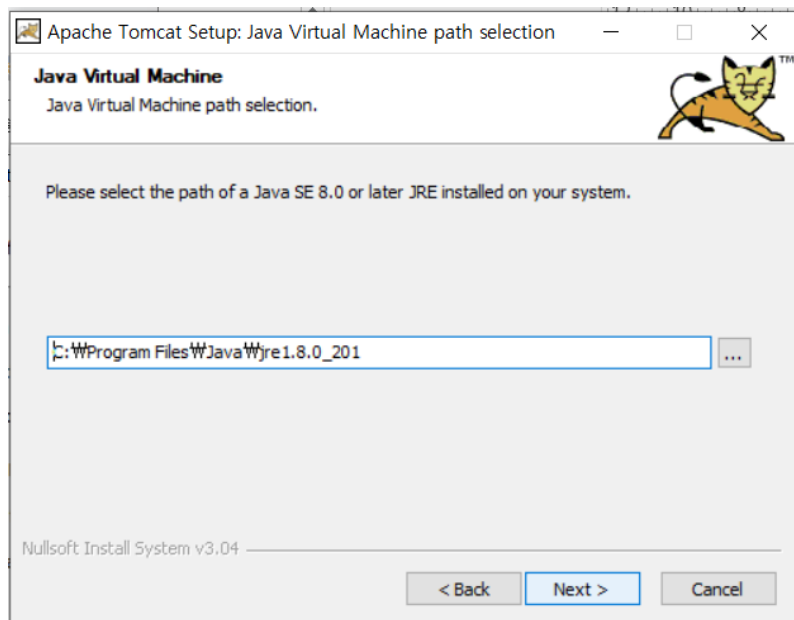 Apache Tomcat Setup: Java Virtual Machine path selection
TM
Java Virtual Machine
Java Virtual Machine path selection.
Please select the path of a Java SE 8.0 or later JRE installed on your system.
C:₩Program Files₩Java₩jre1.8.0_201
...
Nullsoft Install System v3.04
< Back
Next >
Cancel